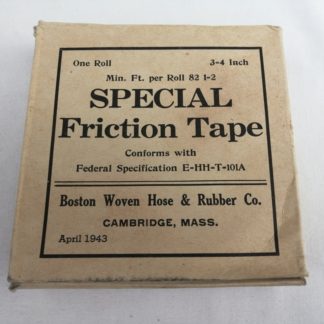 One Roll 3-4 Inch
Min. Ft. per Roll 82 1-2
SPECIAL
Friction Tape
Conforms with
Federal Specification E-HH-T-101A
Boston Woven Hose & Rubber Co.
CAMBRIDGE, MASS.
April 1943